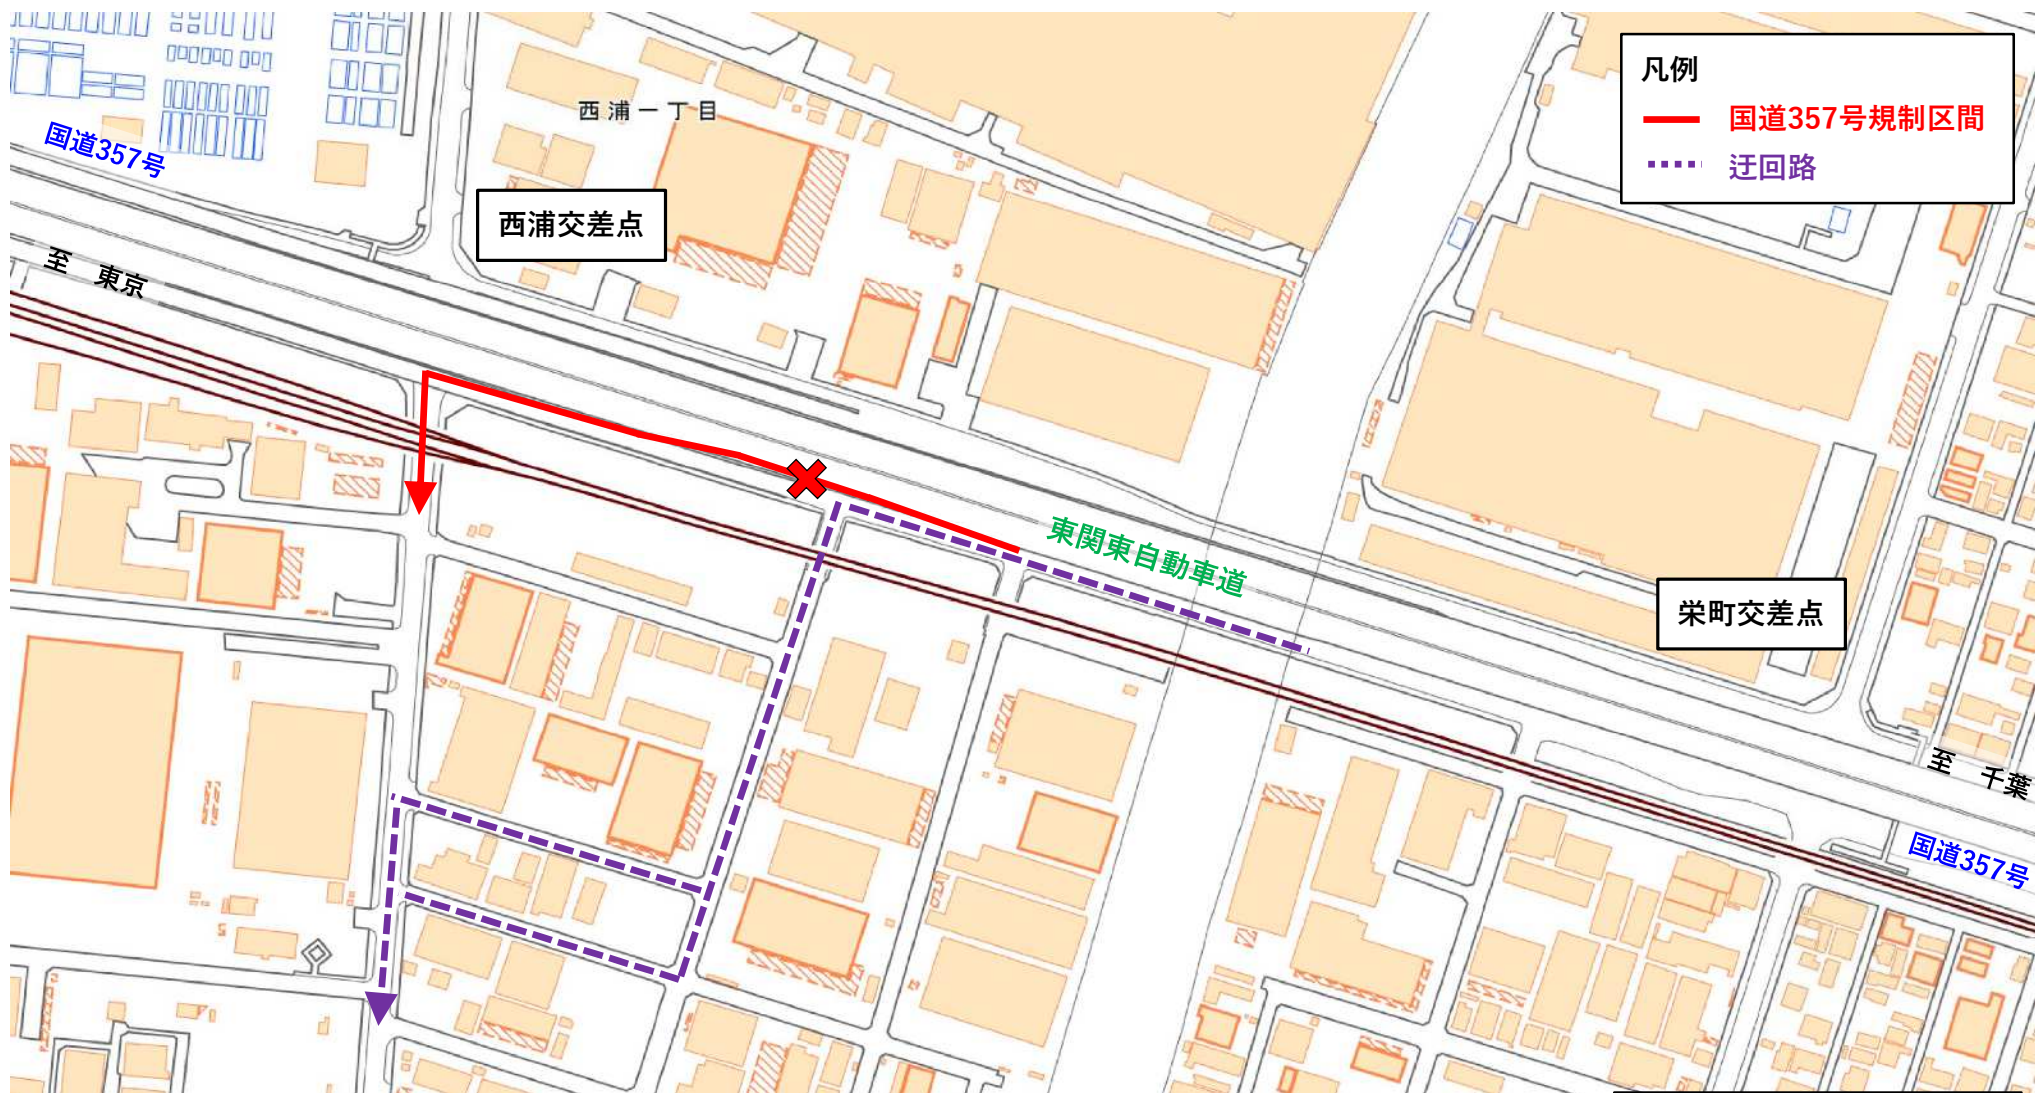 凡例
国道357号規制区間
迂回路
西浦一丁目
国道357号
西浦交差点
至 東京
東関東自動車道
栄町交差点
至 千葉
国道357号